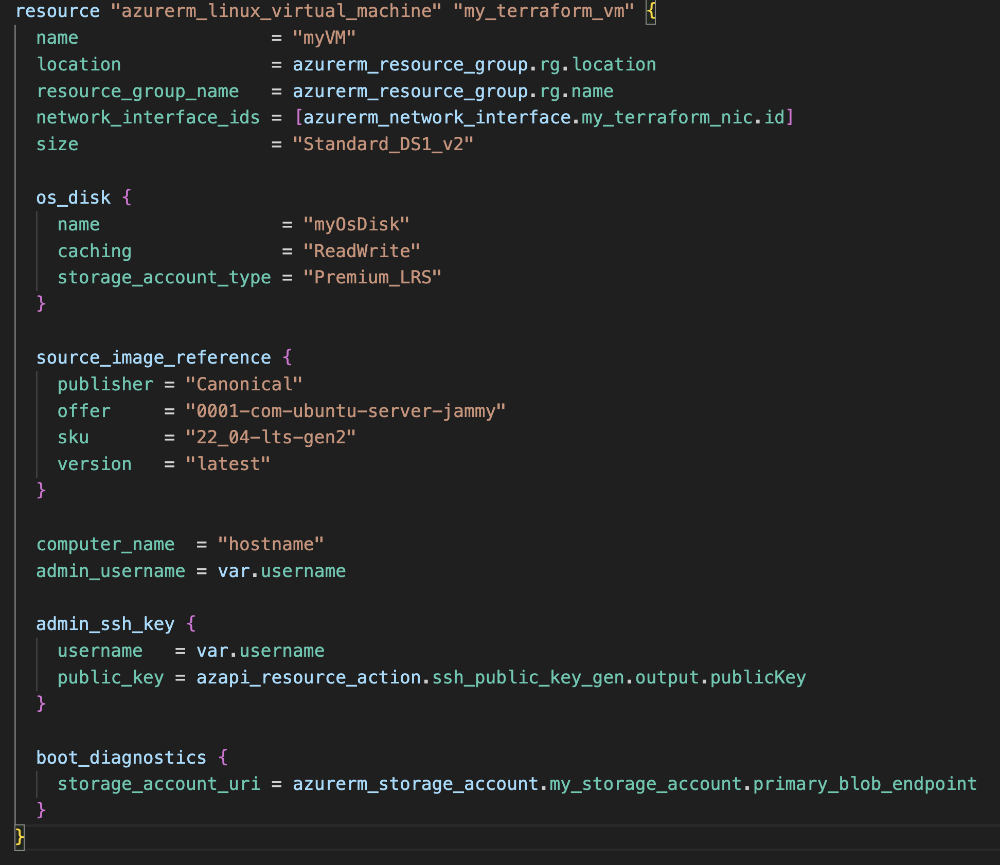 resource "azurerm_linux_virtual_machine" "my_terraform_vm" {
  name                  = "myVM"
  location              = azurerm_resource_group.rg.location
  resource_group_name   = azurerm_resource_group.rg.name
  network_interface_ids = [azurerm_network_interface.my_terraform_nic.id]
  size                  = "Standard_DS1_v2"

  os_disk {
    name                 = "myOsDisk"
    caching              = "ReadWrite"
    storage_account_type = "Premium_LRS"
  }

  source_image_reference {
    publisher = "Canonical"
    offer     = "0001-com-ubuntu-server-jammy"
    sku       = "22_04-lts-gen2"
    version   = "latest"
  }

  computer_name  = "hostname"
  admin_username = var.username

  admin_ssh_key {
    username   = var.username
    public_key = azapi_resource_action.ssh_public_key_gen.output.publicKey
  }

  boot_diagnostics {
    storage_account_uri = azurerm_storage_account.my_storage_account.primary_blob_endpoint
  }
}